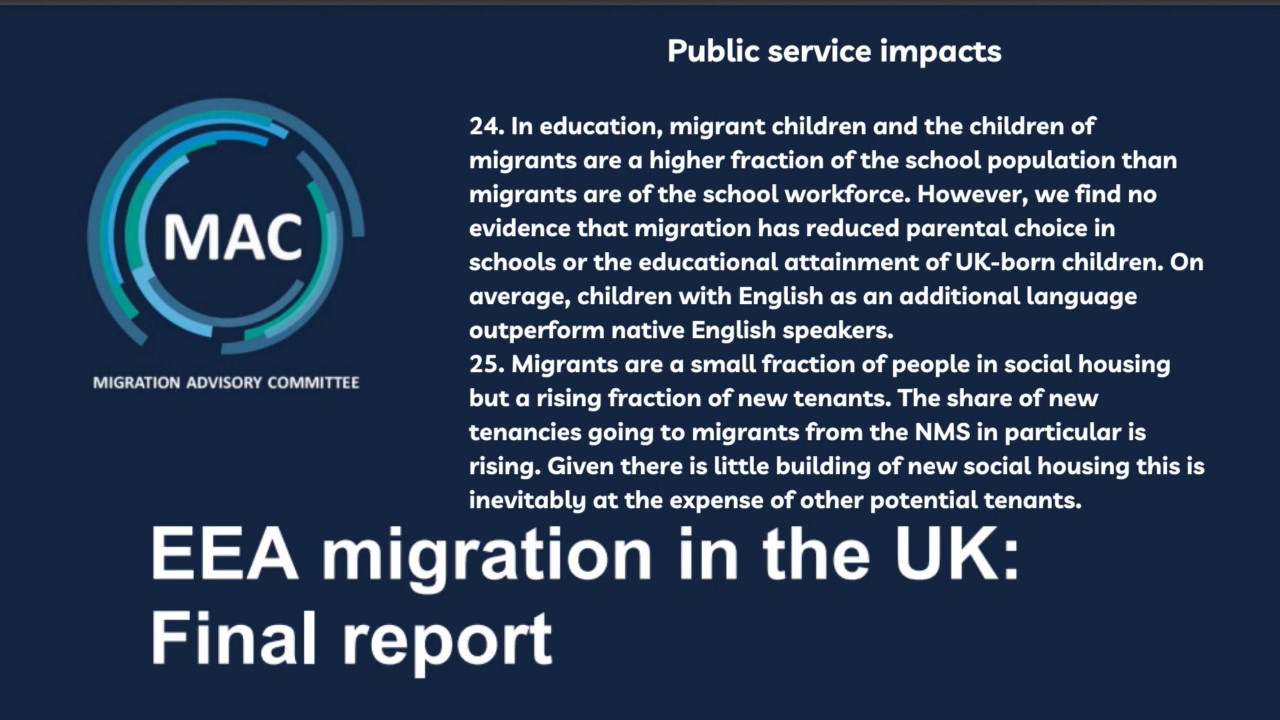 Public service impacts
24. In education, migrant children and the children of
migrants are a higher fraction of the school population than
migrants are of the school workforce. However, we find no
evidence that migration has reduced parental choice in
schools or the educational attainment of UK-born children. On
average, children with English as an additional language
outperform native English speakers.
25. Migrants are a small fraction of people in social housing
but a rising fraction of new tenants. The share of new
tenancies going to migrants from the NMS in particular is
rising. Given there is little building of new social housing this is
inevitably at the expense of other potential tenants.
MAC
MIGRATION ADVISORY COMMITTEE
EEA migration in the UK:
Final report